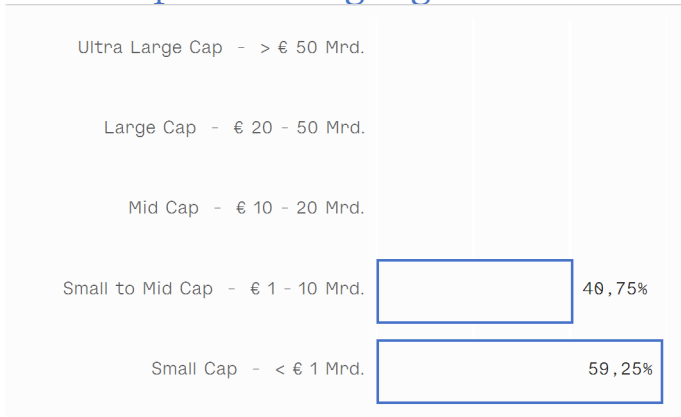 Ultra Large Cap - > € 50 Mrd.
Large Cap - € 20 - 50 Mrd.
Mid Cap - € 10 - 20 Mrd.
Small to Mid Cap - € 1 - 10 Mrd. 40,75%
Small Cap - < € 1 Mrd. 59,25%